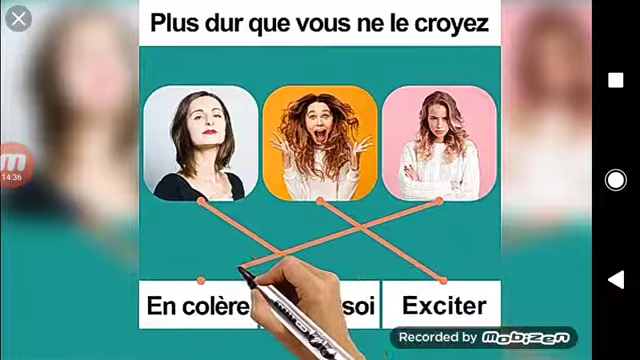 Plus dur que vous ne le croyez
14:36
En colère
soi
Exciter
Recorded by mobizen